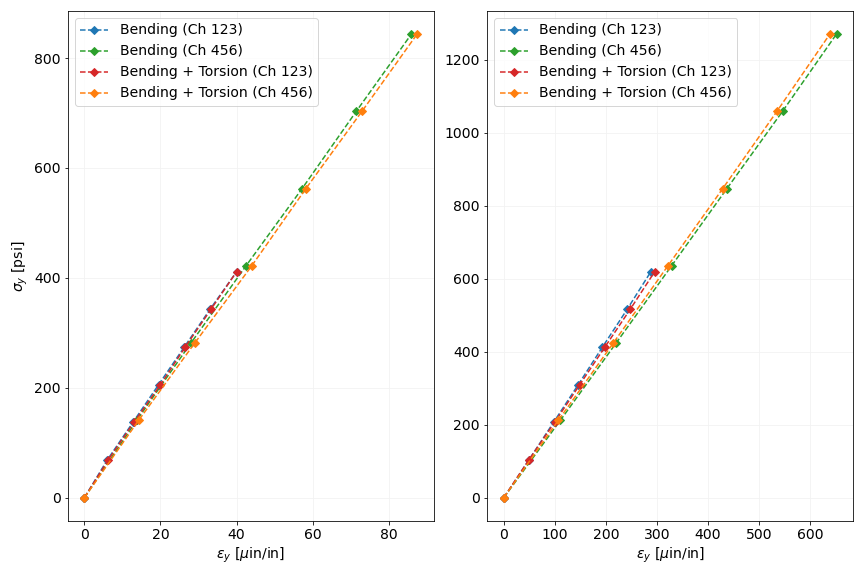 Bending (Ch 123)
Bending (Ch 456)
Bending + Torsion (Ch 123)
Bending + Torsion (Ch 456)
800
600
400
200
0
σy [psi]
0 20 40 60 80
εy [μin/in]
Bending (Ch 123)
Bending (Ch 456)
Bending + Torsion (Ch 123)
Bending + Torsion (Ch 456)
1200
1000
800
600
400
200
0
0 100 200 300 400 500 600
εy [μin/in]